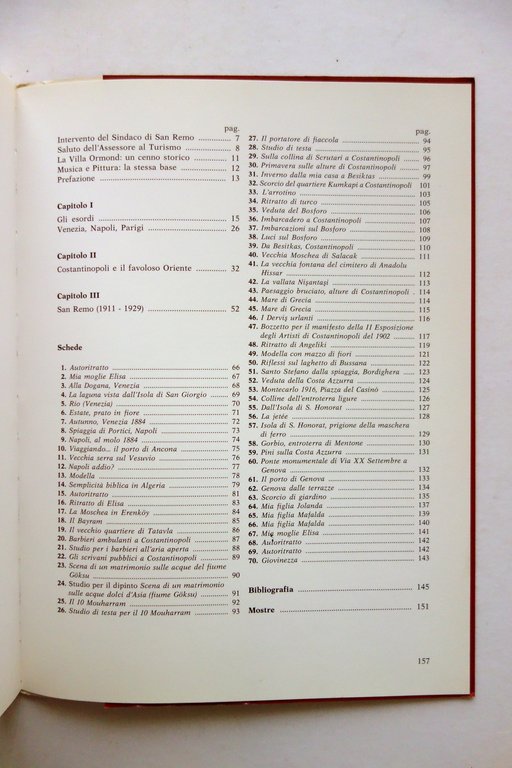 pag.
Intervento del Sindaco di San Remo ............. 7
Saluto dell'Assessore al Turismo ............. 8
La Villa Ormond: un cenno storico ............. 11
Musica e Pittura: la stessa base ............. 12
Prefazione ............. 13
Capitolo I
Gli esordi ............. 15
Venezia, Napoli, Parigi ............. 26
Capitolo II
Costantinopoli e il favoloso Oriente ............. 32
Capitolo III
San Remo (1911 - 1929) ............. 52
Schede
1. Autoritratto ............. 66
2. Mia moglie Elisa ............. 67
3. Alla Dogana, Venezia ............. 68
4. La laguna vista dall'Isola di San Giorgio ............. 69
5. Rio (Venezia) ............. 70
6. Estate, prato in fiore ............. 71
7. Autunno, Venezia 1884 ............. 72
8. Spiaggia di Portici, Napoli ............. 73
9. Napoli, al molo 1884 ............. 74
10. Viaggiando... il porto di Ancona ............. 75
11. Vecchia serra sul Vesuvio ............. 76
12. Napoli addio? ............. 77
13. Modella ............. 78
14. Semplicità biblica in Algeria ............. 79
15. Autoritratto ............. 81
16. Ritratto di Elisa ............. 83
17. La Moschea in Erenköy ............. 84
18. Il Bayram ............. 85
19. Il vecchio quartiere di Tatavla ............. 86
20. Barbieri ambulanti a Costantinopoli ............. 87
21. Studio per i barbieri all'aria aperta ............. 88
22. Gli scrivani pubblici a Costantinopoli ............. 89
23. Scena di un matrimonio sulle acque del fiume
Göksu ............. 90
24. Studio per il dipinto Scena di un matrimonio
sulle acque dolci d'Asia (fiume Göksu) ............. 91
25. Il 10 Mouharram ............. 92
26. Studio di testa per il 10 Mouharram ............. 93
pag.
27. Il portatore di fiaccola ............. 94
28. Studio di testa ............. 95
29. Sulla collina di Scrutari a Costantinopoli ............. 96
30. Primavera sulle alture di Costantinopoli ............. 97
31. Inverno dalla mia casa a Besiktas ............. 99
32. Scorcio del quartiere Kumkapi a Costantinopoli 101
33. L'arrotino ............. 103
34. Ritratto di turco ............. 105
35. Veduta del Bosforo ............. 106
36. Imbarcadero a Costantinopoli ............. 107
37. Imbarcazioni sul Bosforo ............. 108
38. Luci sul Bosforo ............. 109
39. Da Besitkas, Costantinopoli ............. 110
40. Vecchia Moschea di Salacak ............. 111
41. La vecchia fontana del cimitero di Anadolu
Hissar ............. 112
42. La vallata Nişantaşi ............. 113
43. Paesaggio bruciato, alture di Costantinopoli . 114
44. Mare di Grecia ............. 114
45. Mare di Grecia ............. 115
46. I Derviş urlanti ............. 116
47. Bozzetto per il manifesto della II Esposizione
degli Artisti di Costantinopoli del 1902 ............. 117
48. Ritratto di Angeliki ............. 119
49. Modella con mazzo di fiori ............. 121
50. Riflessi sul laghetto di Bussana ............. 122
51. Santo Stefano dalla spiaggia, Bordighera ............. 123
52. Veduta della Costa Azzurra ............. 124
53. Montecarlo 1916, Piazza del Casinò ............. 125
54. Colline dell'entroterra ligure ............. 126
55. Dall'Isola di S. Honorat ............. 127
56. La jetée ............. 128
57. Isola di S. Honorat, prigione della maschera
di ferro ............. 129
58. Gorbio, entroterra di Mentone ............. 130
59. Pini sulla Costa Azzurra ............. 131
60. Ponte monumentale di Via XX Settembre a
Genova ............. 132
61. Il porto di Genova ............. 133
62. Genova dalle terrazze ............. 134
63. Scorcio di giardino ............. 135
64. Mia figlia Jolanda ............. 137
65. Mia figlia Mafalda ............. 139
66. Mia figlia Mafalda ............. 140
67. Mia moglie Elisa ............. 141
68. Autoritratto ............. 142
69. Autoritratto ............. 142
70. Giovinezza ............. 143
Bibliografia ............. 145
Mostre ............. 151
157